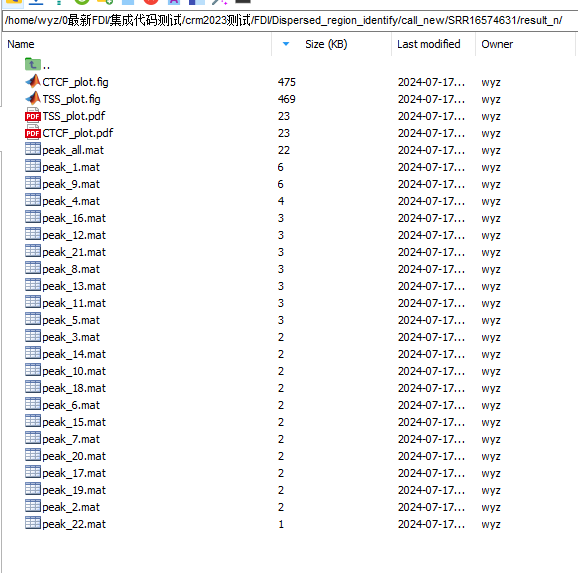 /home/wyz/0最新FDI/集成代码测试/crm2023测试/FDI/Dispersed_region_identify/call_new/SRR16574631/result_n/
Name Size (KB) Last modified Owner
..
CTCF_plot.fig 475 2024-07-17... wyz
TSS_plot.fig 469 2024-07-17... wyz
PDF TSS_plot.pdf 23 2024-07-17... wyz
PDF CTCF_plot.pdf 23 2024-07-17... wyz
peak_all.mat 22 2024-07-17... wyz
peak_1.mat 6 2024-07-17... wyz
peak_9.mat 6 2024-07-17... wyz
peak_4.mat 4 2024-07-17... wyz
peak_16.mat 3 2024-07-17... wyz
peak_12.mat 3 2024-07-17... wyz
peak_21.mat 3 2024-07-17... wyz
peak_8.mat 3 2024-07-17... wyz
peak_13.mat 3 2024-07-17... wyz
peak_11.mat 3 2024-07-17... wyz
peak_5.mat 3 2024-07-17... wyz
peak_3.mat 2 2024-07-17... wyz
peak_14.mat 2 2024-07-17... wyz
peak_10.mat 2 2024-07-17... wyz
peak_18.mat 2 2024-07-17... wyz
peak_6.mat 2 2024-07-17... wyz
peak_15.mat 2 2024-07-17... wyz
peak_7.mat 2 2024-07-17... wyz
peak_20.mat 2 2024-07-17... wyz
peak_17.mat 2 2024-07-17... wyz
peak_19.mat 2 2024-07-17... wyz
peak_2.mat 2 2024-07-17... wyz
peak_22.mat 1 2024-07-17... wyz